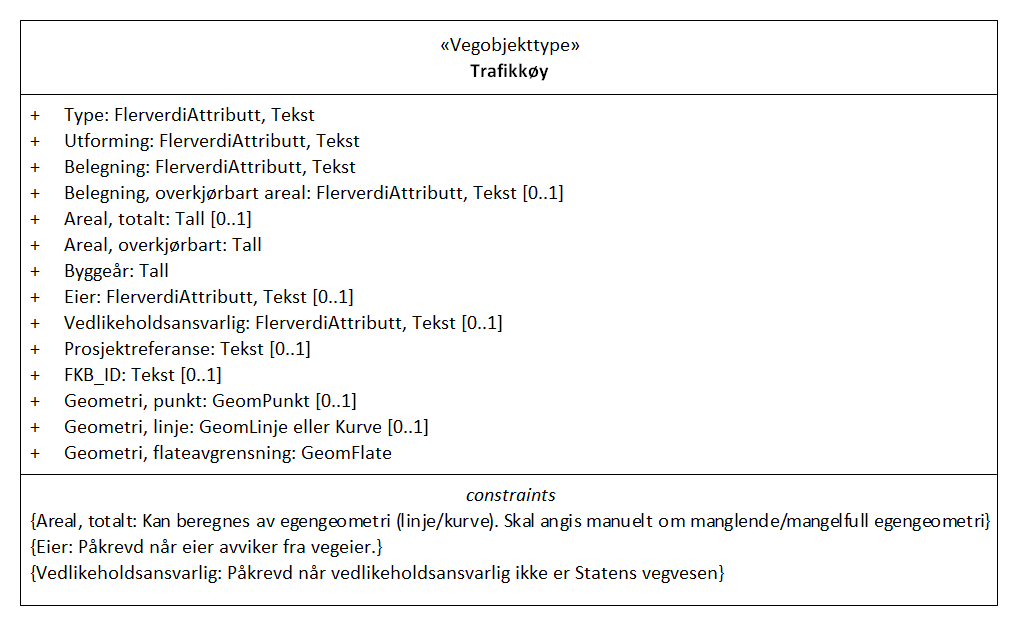 «Vegobjekttype»
Trafikkøy
+ Type: FlerverdiAttributt, Tekst
+ Utforming: FlerverdiAttributt, Tekst
+ Belegning: FlerverdiAttributt, Tekst
+ Belegning, overkjørbart areal: FlerverdiAttributt, Tekst [0..1]
+ Areal, totalt: Tall [0..1]
+ Areal, overkjørbart: Tall
+ Byggeår: Tall
+ Eier: FlerverdiAttributt, Tekst [0..1]
+ Vedlikeholdsansvarlig: FlerverdiAttributt, Tekst [0..1]
+ Prosjektreferanse: Tekst [0..1]
+ FKB_ID: Tekst [0..1]
+ Geometri, punkt: GeomPunkt [0..1]
+ Geometri, linje: GeomLinje eller Kurve [0..1]
+ Geometri, flateavgrensning: GeomFlate
constraints
{Areal, totalt: Kan beregnes av egengeometri (linje/kurve). Skal angis manuelt om manglende/mangelfull egengeometri}
{Eier: Påkrevd når eier avviker fra vegeier.}
{Vedlikeholdsansvarlig: Påkrevd når vedlikeholdsansvarlig ikke er Statens vegvesen}